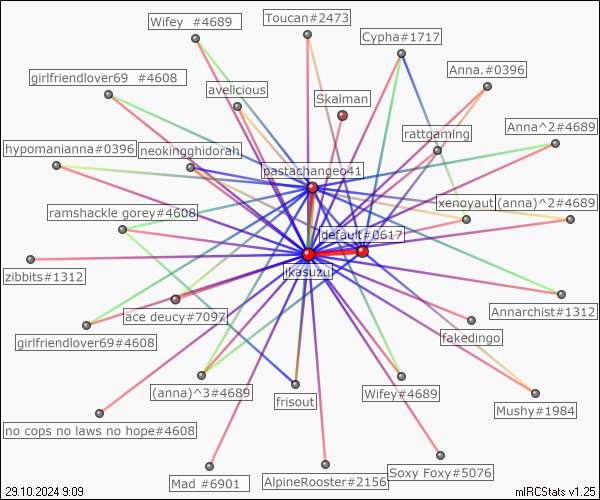 Wifey  #4689
Toucan#2473
Cypha#1717
girlfriendlover69  #4608
avelicious
Anna.#0396
Skalman
rattgaming
Anna^2#4689
hypomanianna#0396
neokingghidorah
pastachangeo41
ramshackle gorey#4608
xenoyaut
(anna)^2#4689
default#0617
zibbits#1312
ikasuzu
Annarchist#1312
ace deucy#7097
girlfriendlover69#4608
fakedingo
(anna)^3#4689
frisout
Wifey#4689
Mushy#1984
no cops no laws no hope#4608
Mad #6901
AlpineRooster#2156
Soxy Foxy#5076
29.10.2024 9:09
mIRCStats v1.25